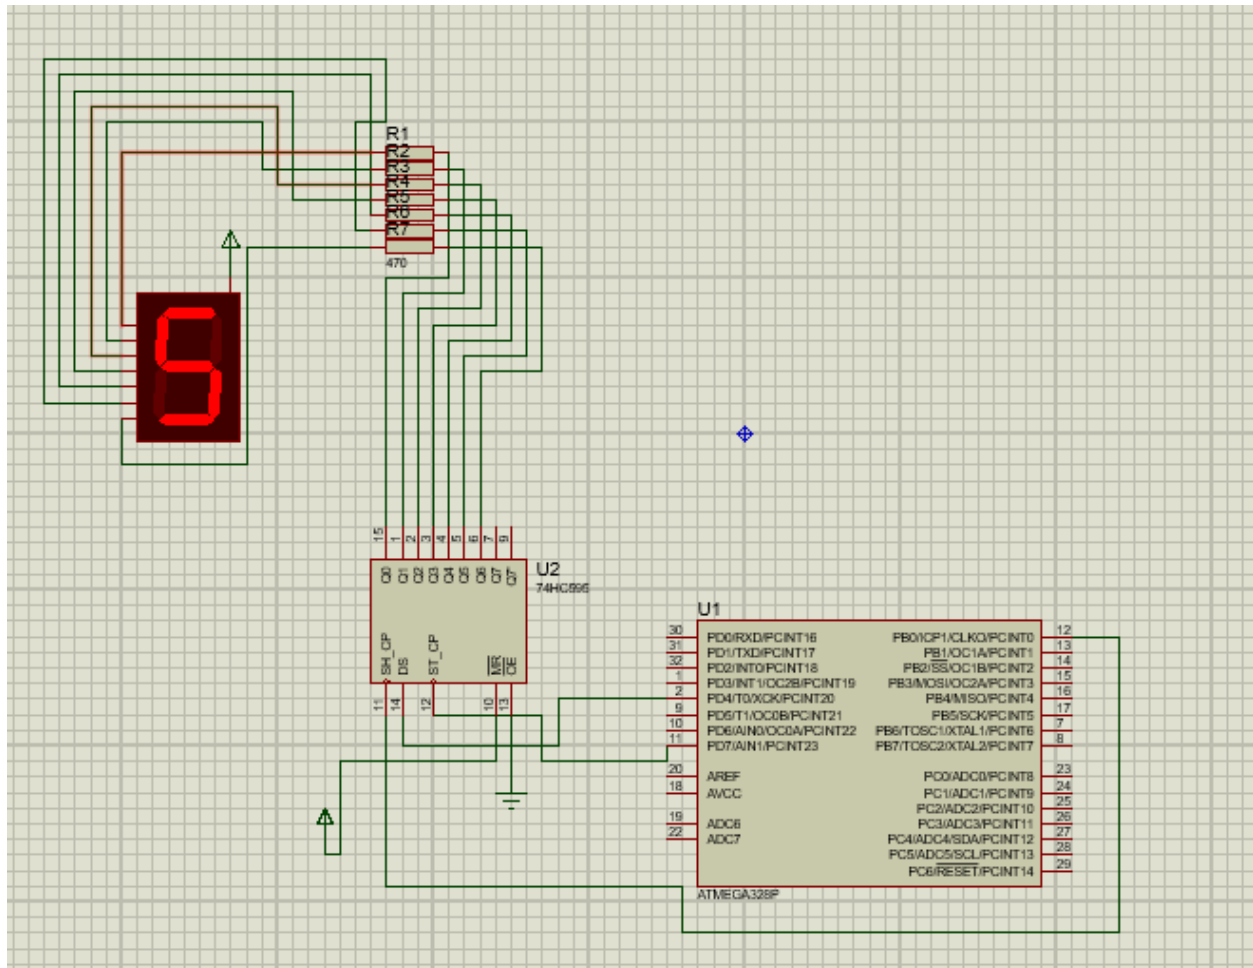 R1
R2
R3
R4
R5
R6
R7
470
5
15 1 2 3 4 5 6 7 9
Q0 Q1 Q2 Q3 Q4 Q5 Q6 Q7 Q7'
U2
74HC595
SH_CP DS ST_CP MR OE
11 14 12 10 13
U1
30 PD0/RXD/PCINT16 PB0/ICP1/CLKO/PCINT0 12
31 PD1/TXD/PCINT17 PB1/OC1A/PCINT1 13
32 PD2/INT0/PCINT18 PB2/SS/OC1B/PCINT2 14
1 PD3/INT1/OC2B/PCINT19 PB3/MOSI/OC2A/PCINT3 15
2 PD4/T0/XCK/PCINT20 PB4/MISO/PCINT4 16
9 PD5/T1/OC0B/PCINT21 PB5/SCK/PCINT5 17
10 PD6/AIN0/OC0A/PCINT22 PB6/TOSC1/XTAL1/PCINT6 7
11 PD7/AIN1/PCINT23 PB7/TOSC2/XTAL2/PCINT7 8
20 AREF PC0/ADC0/PCINT8 23
18 AVCC PC1/ADC1/PCINT9 24
PC2/ADC2/PCINT10 25
19 ADC6 PC3/ADC3/PCINT11 26
22 ADC7 PC4/ADC4/SDA/PCINT12 27
PC5/ADC5/SCL/PCINT13 28
PC6/RESET/PCINT14 29
ATMEGA328P